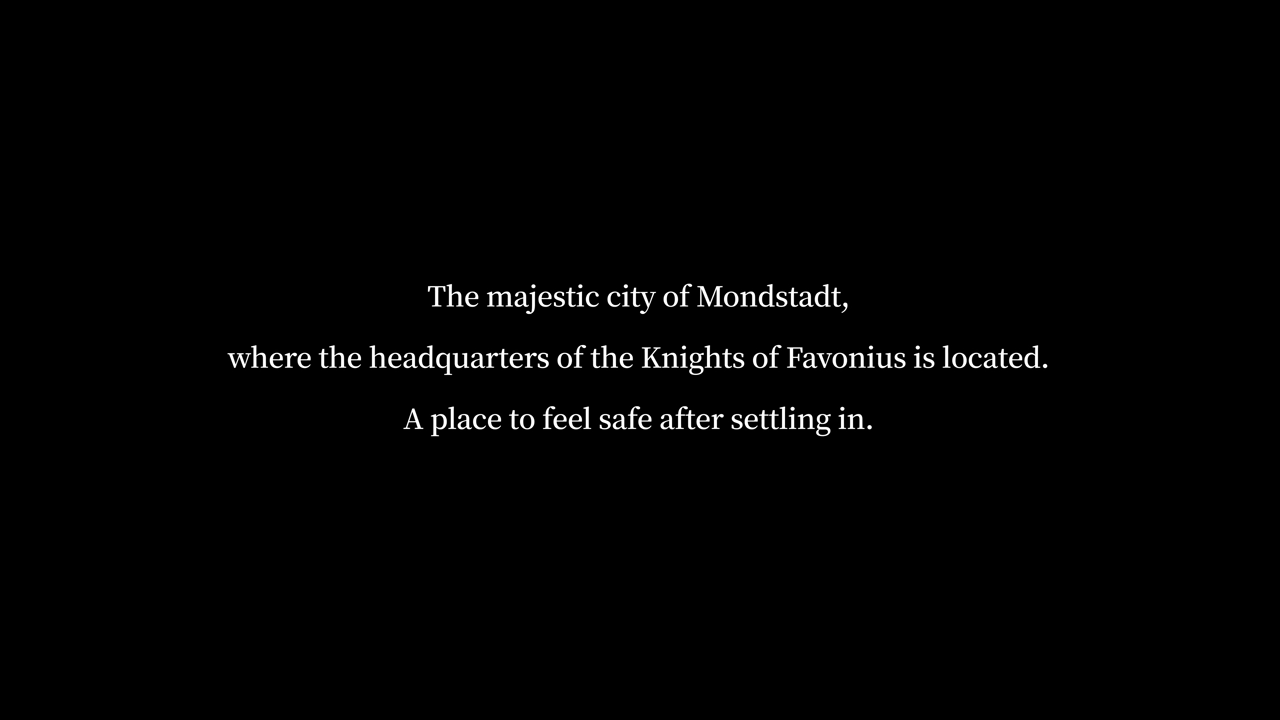 The majestic city of Mondstadt,
where the headquarters of the Knights of Favonius is located.
A place to feel safe after settling in.